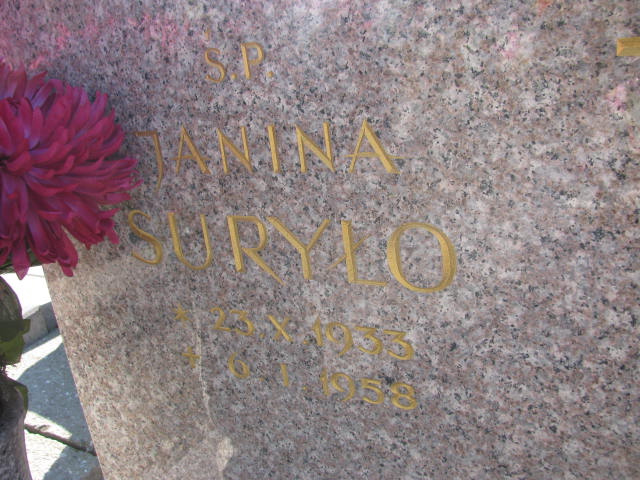 Ś.P.
JANINA
SURYŁO
* 23 X 1933
6 I 1958